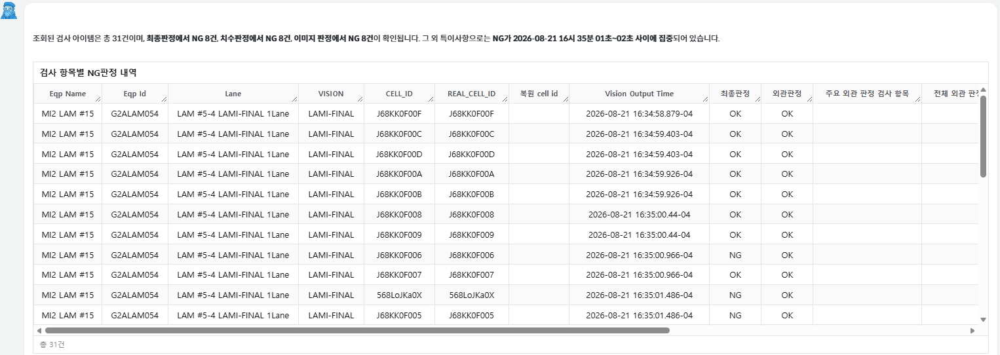 조회된 검사 아이템은 총 31건이며, 최종판정에서 NG 8건, 치수판정에서 NG 8건, 이미지 판정에서 NG 8건이 확인됩니다. 그 외 특이사항으로는 NG가 2026-08-21 16시 35분 01초~02초 사이에 집중되어 있습니다.
검사 항목별 NG판정 내역
Eqp Name Eqp Id Lane VISION CELL_ID REAL_CELL_ID 복원 cell id Vision Output Time 최종판정 외관판정 주요 외관 판정 검사 항목 전체 외관 판정
MI2 LAM #15 G2ALAM054 LAM #5-4 LAMI-FINAL 1Lane LAMI-FINAL J68KK0F00F J68KK0F00F 2026-08-21 16:34:58.879-04 OK OK
MI2 LAM #15 G2ALAM054 LAM #5-4 LAMI-FINAL 1Lane LAMI-FINAL J68KK0F00C J68KK0F00C 2026-08-21 16:34:59.403-04 OK OK
MI2 LAM #15 G2ALAM054 LAM #5-4 LAMI-FINAL 1Lane LAMI-FINAL J68KK0F00D J68KK0F00D 2026-08-21 16:34:59.403-04 OK OK
MI2 LAM #15 G2ALAM054 LAM #5-4 LAMI-FINAL 1Lane LAMI-FINAL J68KK0F00A J68KK0F00A 2026-08-21 16:34:59.926-04 OK OK
MI2 LAM #15 G2ALAM054 LAM #5-4 LAMI-FINAL 1Lane LAMI-FINAL J68KK0F00B J68KK0F00B 2026-08-21 16:34:59.926-04 OK OK
MI2 LAM #15 G2ALAM054 LAM #5-4 LAMI-FINAL 1Lane LAMI-FINAL J68KK0F008 J68KK0F008 2026-08-21 16:35:00.44-04 OK OK
MI2 LAM #15 G2ALAM054 LAM #5-4 LAMI-FINAL 1Lane LAMI-FINAL J68KK0F009 J68KK0F009 2026-08-21 16:35:00.44-04 OK OK
MI2 LAM #15 G2ALAM054 LAM #5-4 LAMI-FINAL 1Lane LAMI-FINAL J68KK0F006 J68KK0F006 2026-08-21 16:35:00.966-04 NG OK
MI2 LAM #15 G2ALAM054 LAM #5-4 LAMI-FINAL 1Lane LAMI-FINAL J68KK0F007 J68KK0F007 2026-08-21 16:35:00.966-04 OK OK
MI2 LAM #15 G2ALAM054 LAM #5-4 LAMI-FINAL 1Lane LAMI-FINAL 568LoJKa0X 568LoJKa0X 2026-08-21 16:35:01.486-04 NG OK
MI2 LAM #15 G2ALAM054 LAM #5-4 LAMI-FINAL 1Lane LAMI-FINAL J68KK0F005 J68KK0F005 2026-08-21 16:35:01.486-04 NG OK
총 31건